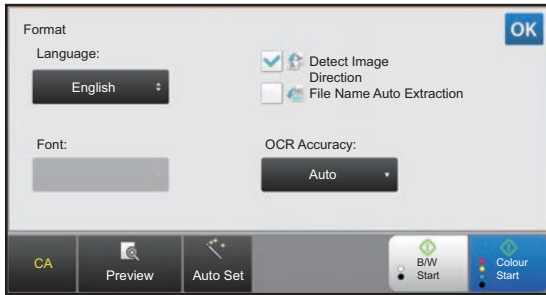 Format
OK
Language:
English
Detect Image
Direction
File Name Auto Extraction
Font:
OCR Accuracy:
Auto
CA
Preview
Auto Set
B/W
Start
Colour
Start